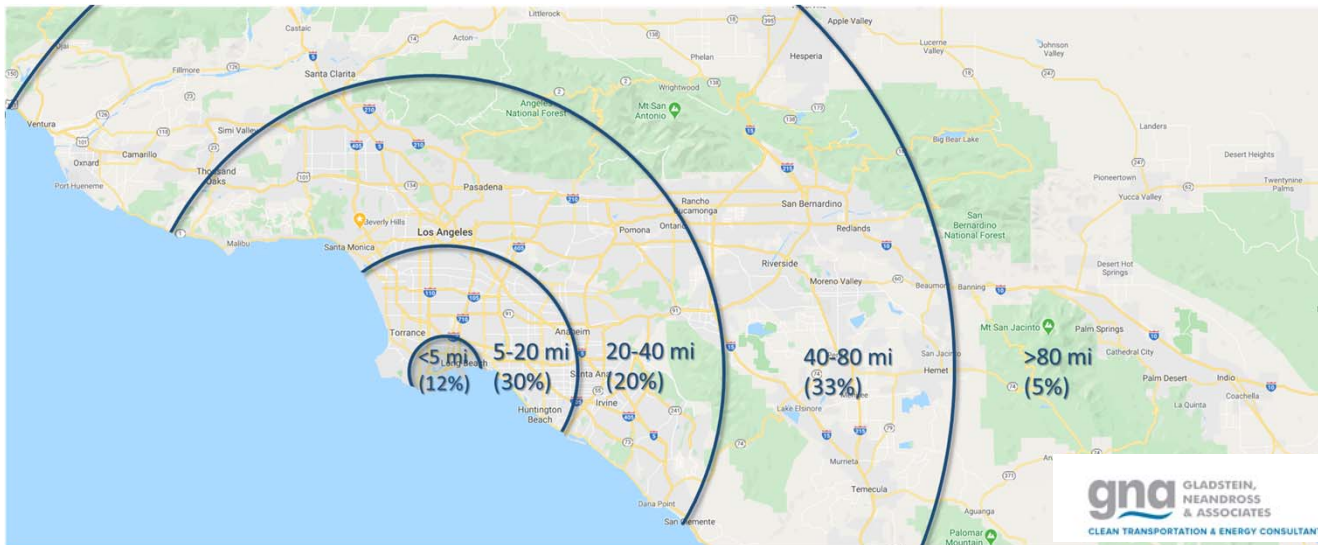 Littlerock
Castaic
Acton
Apple Valley
Lucerne
Valley
Johnson
Valley
Phelan
Hesperia
Fillmore
Santa Clarita
Wrightwood
Ventura
Angeles
National Forest
Mt San
Antonio
Simi Valley
Camarillo
Oxnard
Port Hueneme
Thousand
Oaks
Big Bear Lake
Landers
Desert Heights
Pioneertown
Yucca Valley
Twentynine
Palms
Pasadena
Rancho
Cucamonga
San Bernardino
Beverly Hills
Los Angeles
Pomona
Ontario
Redlands
San
Bernardino
National Forest
Malibu
Santa Monica
Riverside
Moreno Valley
Beaumont
Banning
Desert Hot
Springs
Torrance
Anaheim
Mt San Jacinto
Palm Springs
Cathedral City
<5 mi
(12%)
Long Beach
5-20 mi
(30%)
20-40 mi
(20%)
Santa Ana
40-80 mi
(33%)
San Jacinto
Hemet
>80 mi
(5%)
Palm Desert
Indio
La Quinta
Coachella
Huntington
Beach
Irvine
Lake Elsinore
Murrieta
Temecula
Dana Point
San Clemente
Aguanga
Palomar
Mountain
gna
GLADSTEIN,
NEANDROSS
& ASSOCIATES
CLEAN TRANSPORTATION & ENERGY CONSULTANT